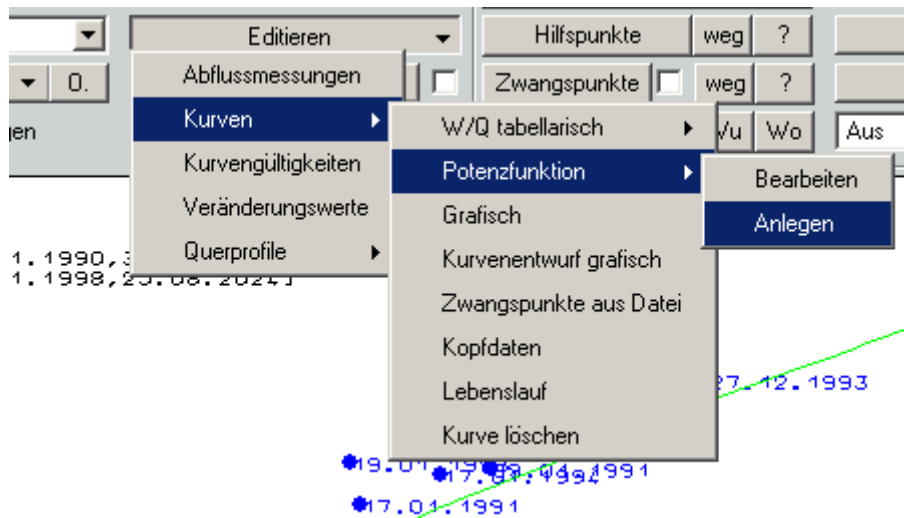 Editieren
Hilfspunkte weg ?
0.
Abflussmessungen
Zwangspunkte weg ?
gen
Kurven
W/Q tabellarisch
Vu Wo Aus
Kurvengültigkeiten
Potenzfunktion
Bearbeiten
Veränderungswerte
Grafisch
Anlegen
Querprofile
Kurvenentwurf grafisch
1.1990,3
1.1998,25.08.2024]
Zwangspunkte aus Datei
Kopfdaten
27.12.1993
Lebenslauf
Kurve löschen
17.01.1991